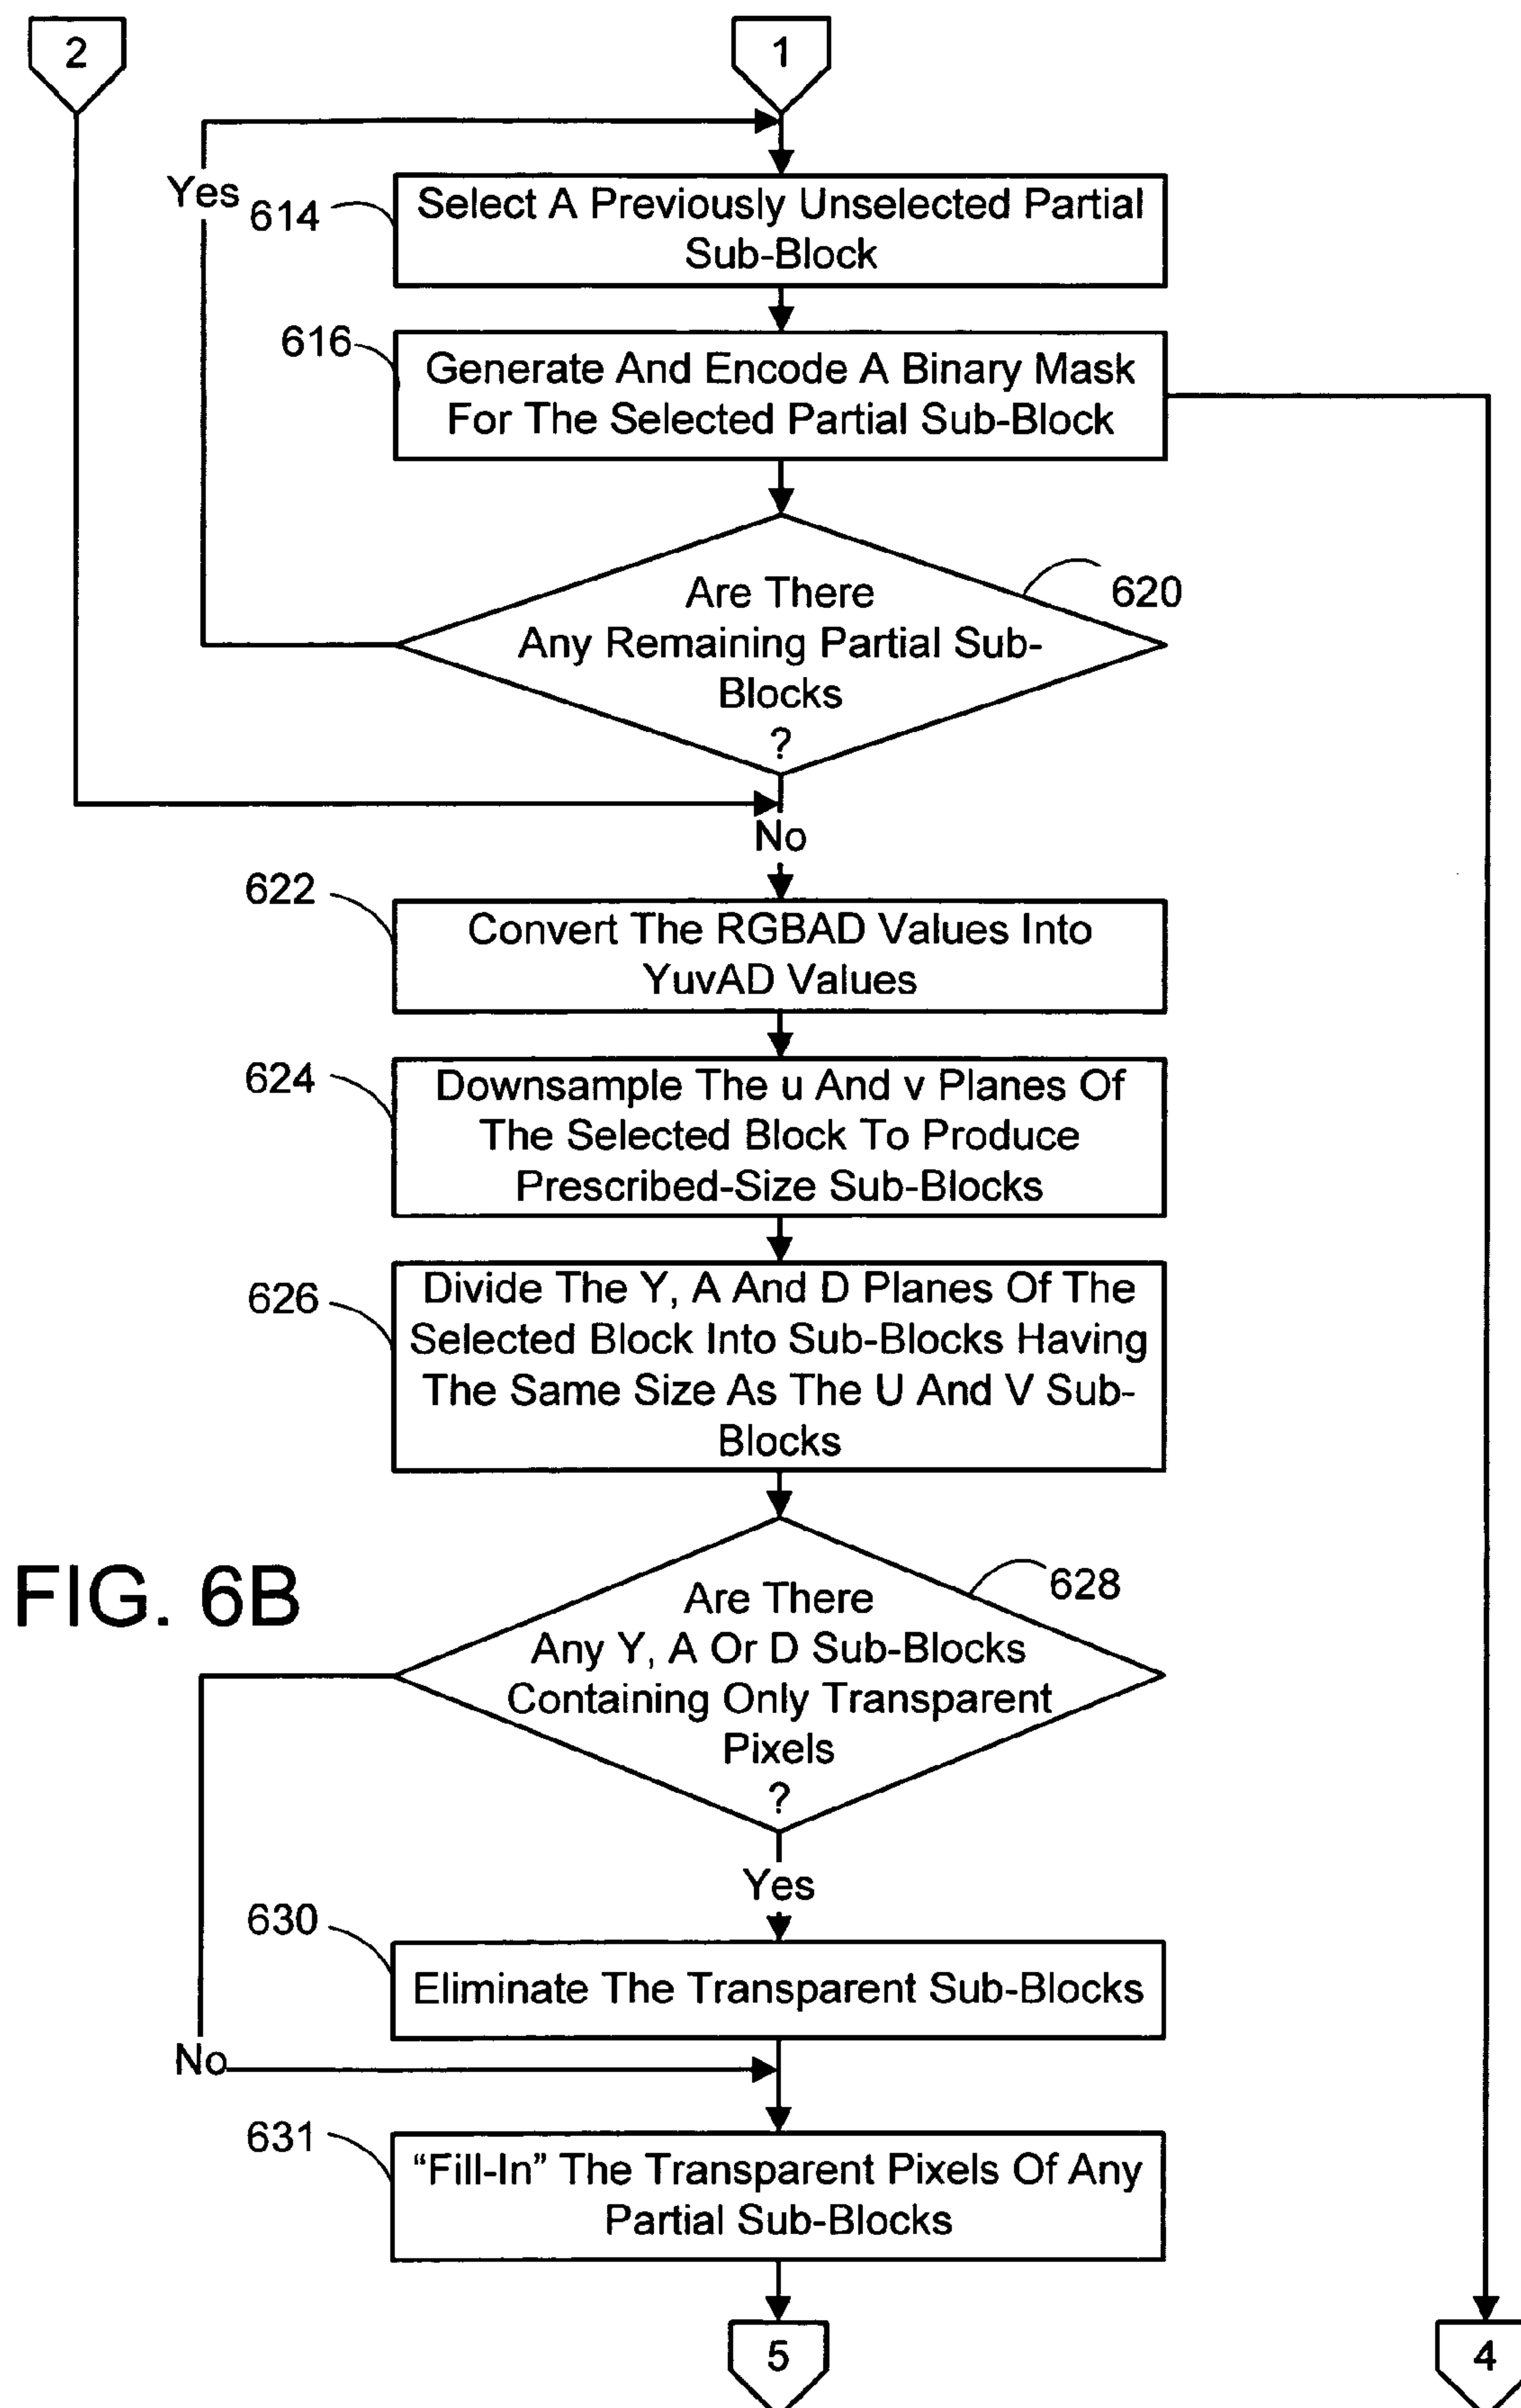 2
1
Yes
614
Select A Previously Unselected Partial
Sub-Block
616
Generate And Encode A Binary Mask
For The Selected Partial Sub-Block
620
Are There
Any Remaining Partial Sub-
Blocks
?
No
622
Convert The RGBAD Values Into
YuvAD Values
624
Downsample The u And v Planes Of
The Selected Block To Produce
Prescribed-Size Sub-Blocks
626
Divide The Y, A And D Planes Of The
Selected Block Into Sub-Blocks Having
The Same Size As The U And V Sub-
Blocks
FIG. 6B
628
Are There
Any Y, A Or D Sub-Blocks
Containing Only Transparent
Pixels
?
Yes
630
Eliminate The Transparent Sub-Blocks
No
631
“Fill-In” The Transparent Pixels Of Any
Partial Sub-Blocks
5
4